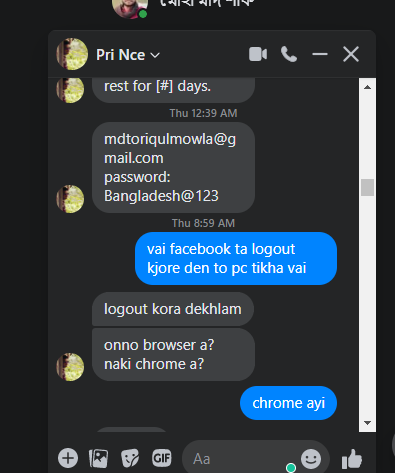 Pri Nce
rest for [#] days.
Thu 12:39 AM
mdtoriqulmowla@g
mail.com
password:
Bangladesh@123
Thu 8:59 AM
vai facebook ta logout
kjore den to pc tikha vai
logout kora dekhlam
onno browser a?
naki chrome a?
chrome ayi
GIF
Aa